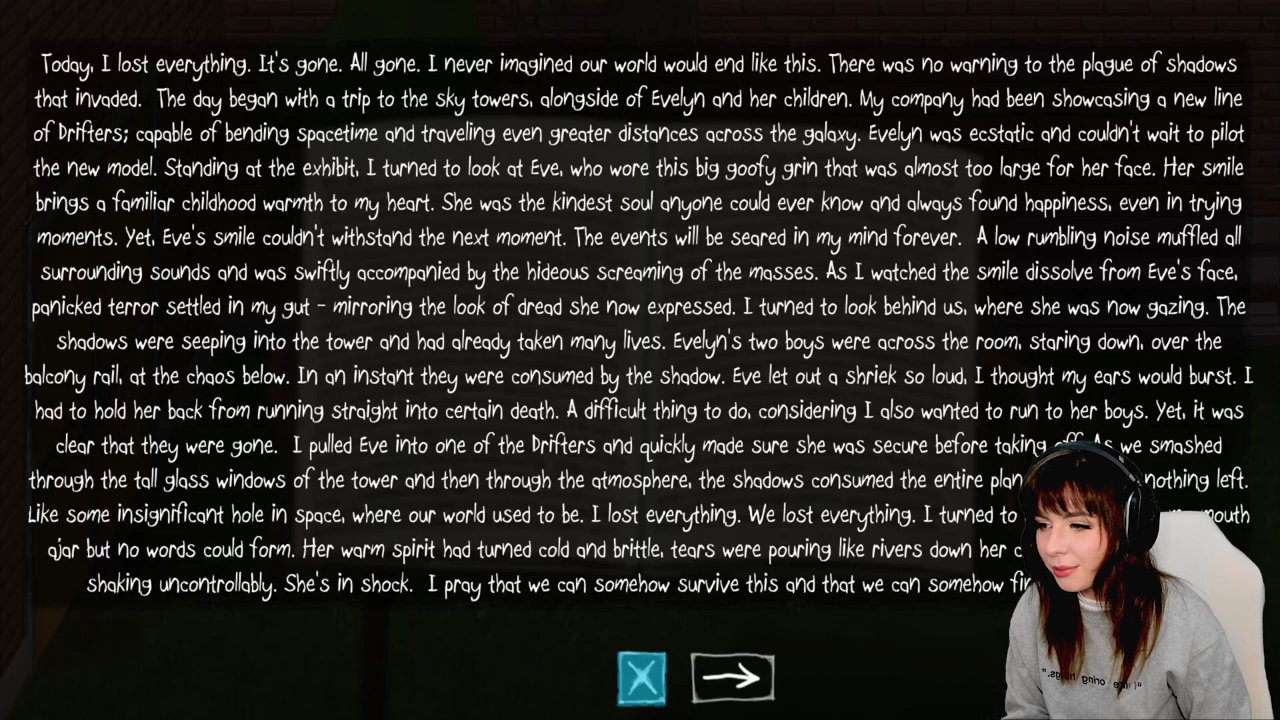 Today, I lost everything. It's gone. All gone. I never imagined our world would end like this. There was no warning to the plague of shadows
that invaded. The day began with a trip to the sky towers, alongside of Evelyn and her children. My company had been showcasing a new line
of Drifters; capable of bending spacetime and traveling even greater distances across the galaxy. Evelyn was ecstatic and couldn't wait to pilot
the new model. Standing at the exhibit, I turned to look at Eve, who wore this big goofy grin that was almost too large for her face. Her smile
brings a familiar childhood warmth to my heart. She was the kindest soul anyone could ever know and always found happiness, even in trying
moments. Yet, Eve's smile couldn't withstand the next moment. The events will be seared in my mind forever. A low rumbling noise muffled all
surrounding sounds and was swiftly accompanied by the hideous screaming of the masses. As I watched the smile dissolve from Eve's face,
panicked terror settled in my gut - mirroring the look of dread she now expressed. I turned to look behind us, where she was now gazing. The
shadows were seeping into the tower and had already taken many lives. Evelyn's two boys were across the room, staring down, over the
balcony rail, at the chaos below. In an instant they were consumed by the shadow. Eve let out a shriek so loud, I thought my ears would burst. I
had to hold her back from running straight into certain death. A difficult thing to do, considering I also wanted to run to her boys. Yet, it was
clear that they were gone. I pulled Eve into one of the Drifters and quickly made sure she was secure before taking off. As we smashed
through the tall glass windows of the tower and then through the atmosphere, the shadows consumed the entire nothing left.
Like some insignificant hole in space, where our world used to be. I lost everything. We lost everything. I turned to mouth
ajar but no words could form. Her warm spirit had turned cold and brittle, tears were pouring like rivers down her
shaking uncontrollably. She's in shock. I pray that we can somehow survive this and that we can somehow